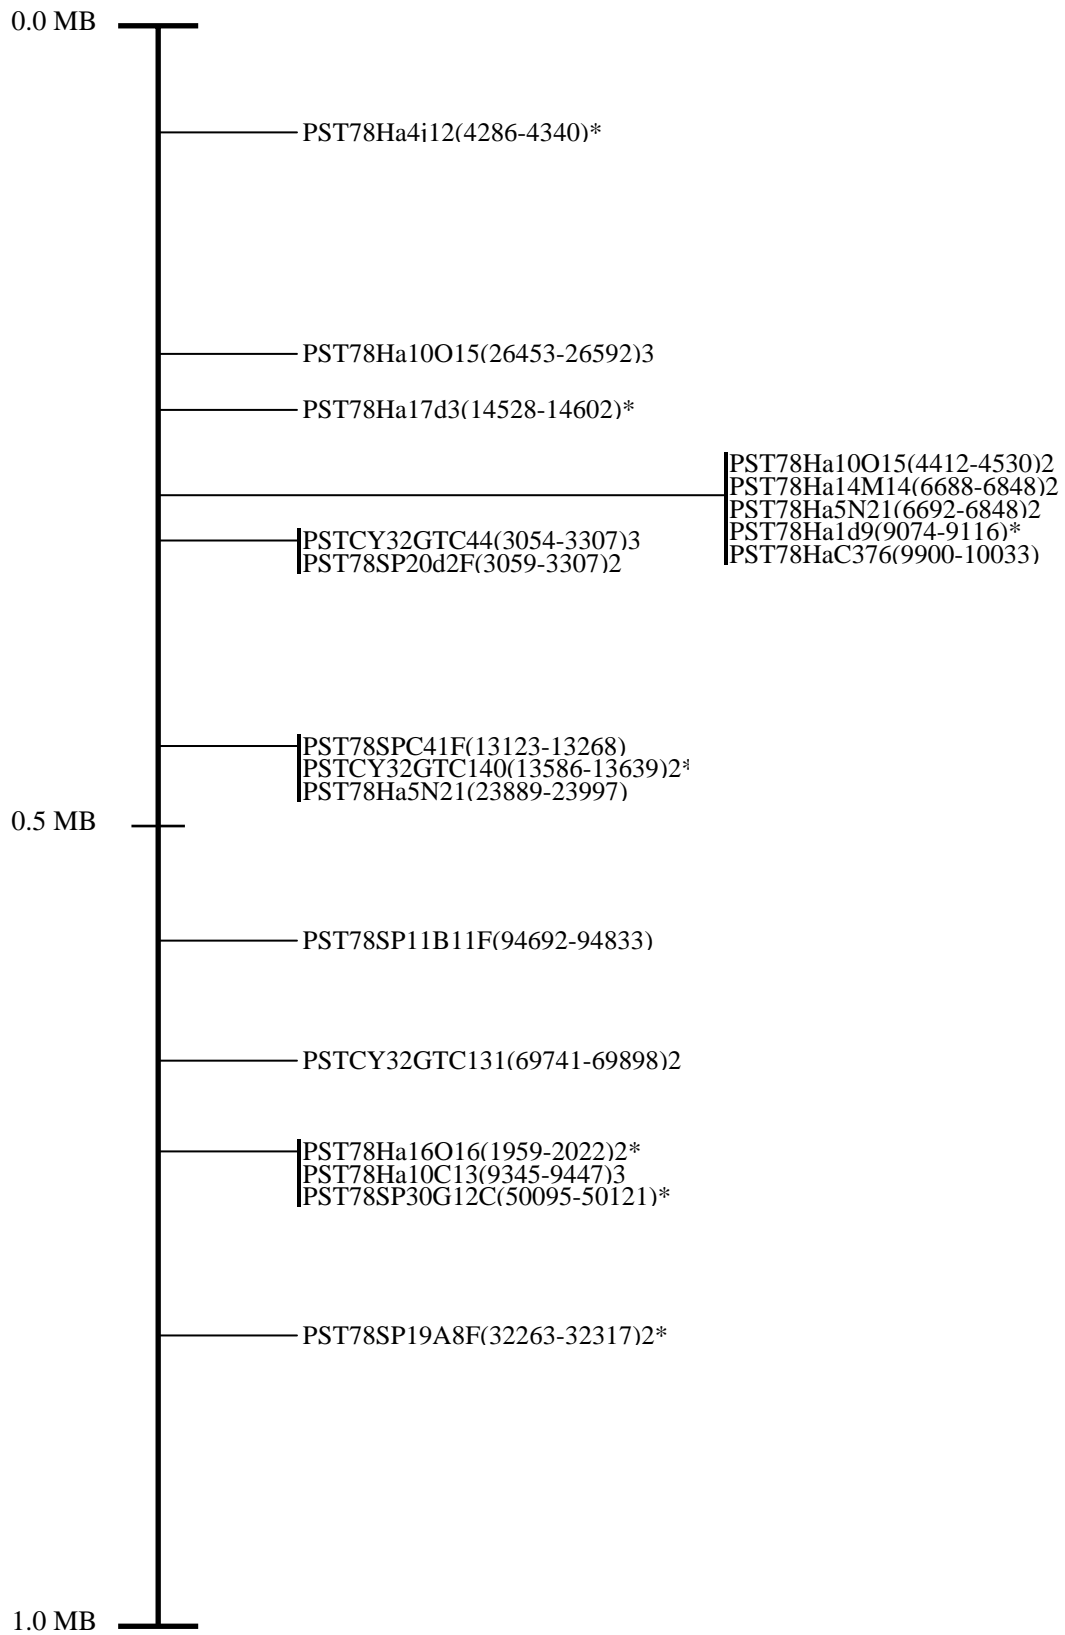 0.0 MB
PST78Ha4j12(4286-4340)*
PST78Ha10O15(26453-26592)3
PST78Ha17d3(14528-14602)*
PST78Ha10O15(4412-4530)2
PST78Ha14M14(6688-6848)2
PST78Ha5N21(6692-6848)2
PST78Ha1d9(9074-9116)*
PST78HaC376(9900-10033)
PSTCY32GTC44(3054-3307)3
PST78SP20d2F(3059-3307)2
PST78SPC41F(13123-13268)
PSTCY32GTC140(13586-13639)2*
PST78Ha5N21(23889-23997)
0.5 MB
PST78SP11B11F(94692-94833)
PSTCY32GTC131(69741-69898)2
PST78Ha16O16(1959-2022)2*
PST78Ha10C13(9345-9447)3
PST78SP30G12C(50095-50121)*
PST78SP19A8F(32263-32317)2*
1.0 MB